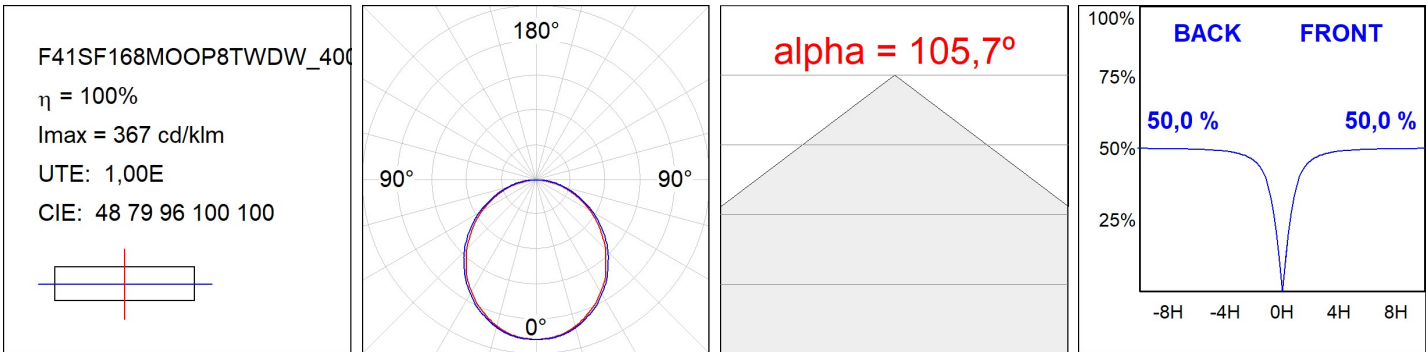 F41SF168MOOP8TWDW_400
η = 100%
Imax = 367 cd/klm
UTE: 1,00E
CIE: 48 79 96 100 100
180°
90°
90°
0°
alpha = 105,7º
100%
BACK
FRONT
75%
50,0 %
50,0 %
50%
25%
-8H
-4H
0H
4H
8H